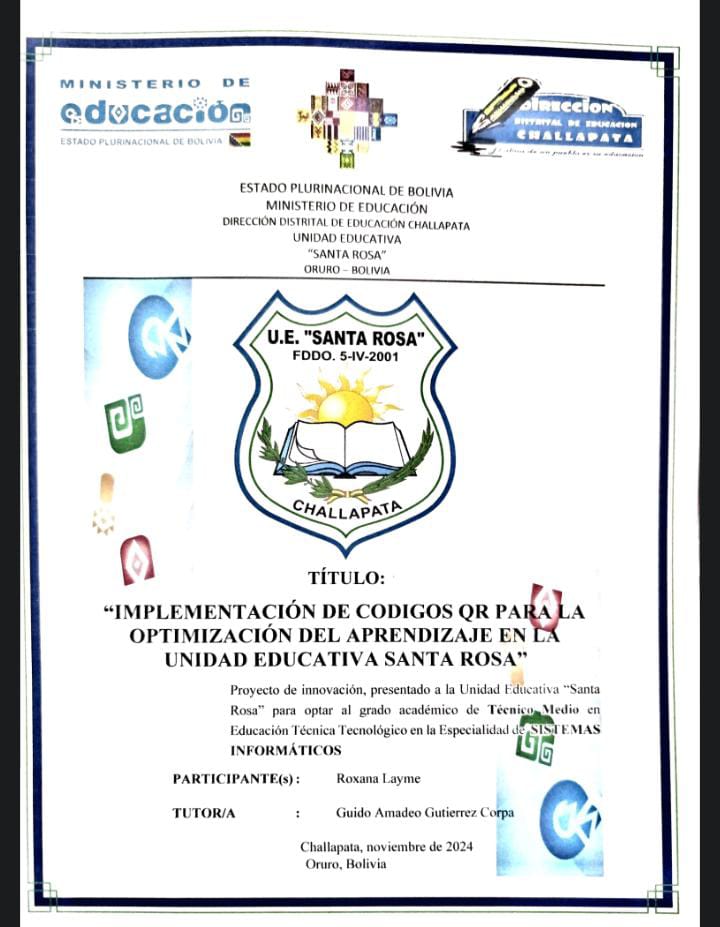 MINISTERIO DE
educación
ESTADO PLURINACIONAL DE BOLIVIA
DIRECCION
DISTRITAL DE EDUCACION
CHALLAPATA
ESTADO PLURINACIONAL DE BOLIVIA
MINISTERIO DE EDUCACIÓN
DIRECCIÓN DISTRITAL DE EDUCACIÓN CHALLAPATA
UNIDAD EDUCATIVA
“SANTA ROSA”
ORURO – BOLIVIA
U.E. "SANTA ROSA"
FDDO. 5-IV-2001
CHALLAPATA
TÍTULO:
“IMPLEMENTACIÓN DE CODIGOS QR PARA LA
OPTIMIZACIÓN DEL APRENDIZAJE EN LA
UNIDAD EDUCATIVA SANTA ROSA”
Proyecto de innovación, presentado a la Unidad Educativa “Santa
Rosa” para optar al grado académico de Técnico Medio en
Educación Técnica Tecnológico en la Especialidad de SISTEMAS
INFORMÁTICOS
PARTICIPANTE(s) : Roxana Layme
TUTOR/A : Guido Amadeo Gutierrez Corpa
Challapata, noviembre de 2024
Oruro, Bolivia